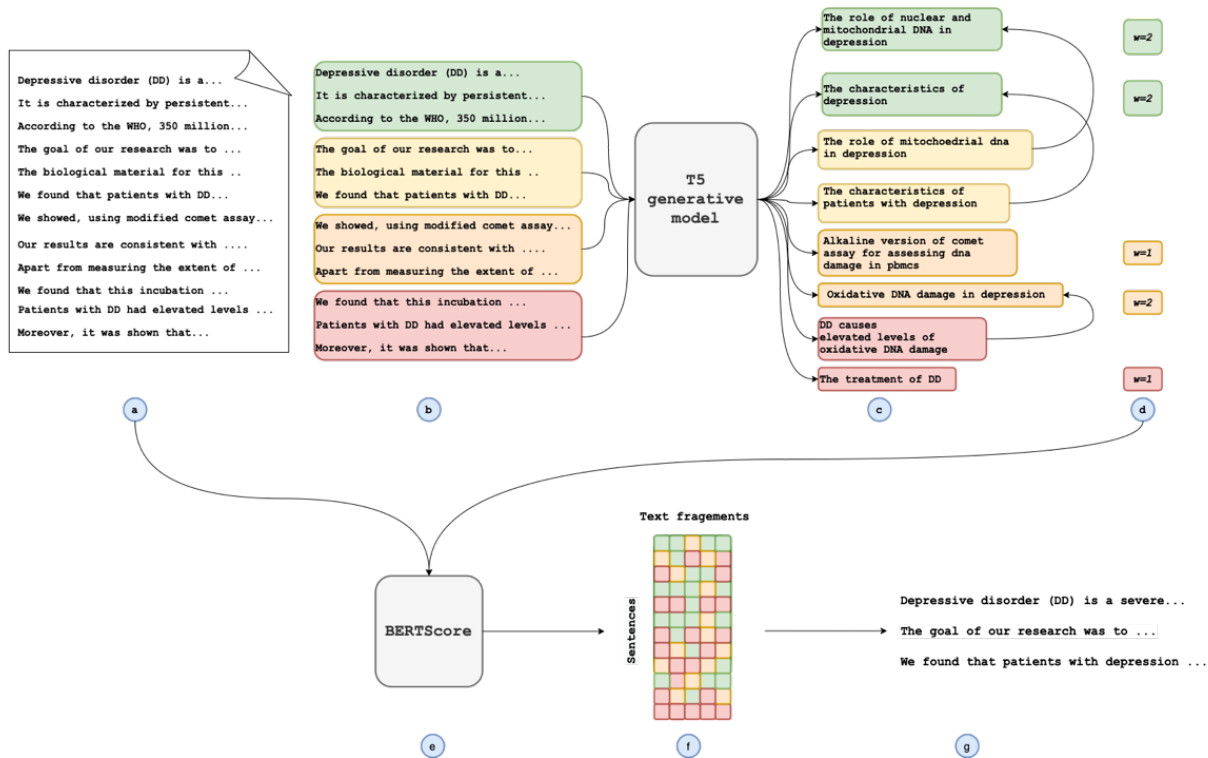 Depressive disorder (DD) is a...
It is characterized by persistent...
According to the WHO, 350 million...
The goal of our research was to ...
The biological material for this ..
We found that patients with DD...
We showed, using modified comet assay...
Our results are consistent with ....
Apart from measuring the extent of ...
We found that this incubation ...
Patients with DD had elevated levels ...
Moreover, it was shown that...
a
Depressive disorder (DD) is a...
It is characterized by persistent...
According to the WHO, 350 million...
The goal of our research was to...
The biological material for this ..
We found that patients with DD...
We showed, using modified comet assay...
Our results are consistent with ....
Apart from measuring the extent of ...
We found that this incubation ...
Patients with DD had elevated levels ...
Moreover, it was shown that...
b
T5
generative
model
The role of nuclear and
mitochondrial DNA in
depression
The characteristics of
depression
The role of mitochoedrial dna
in depression
The characteristics of
patients with depression
Alkaline version of comet
assay for assessing dna
damage in pbmcs
Oxidative DNA damage in depression
DD causes
elevated levels of
oxidative DNA damage
The treatment of DD
c
w=2
w=2
w=1
w=2
w=1
d
BERTScore
e
Text fragements
Sentences
f
Depressive disorder (DD) is a severe...
The goal of our research was to ...
We found that patients with depression ...
g